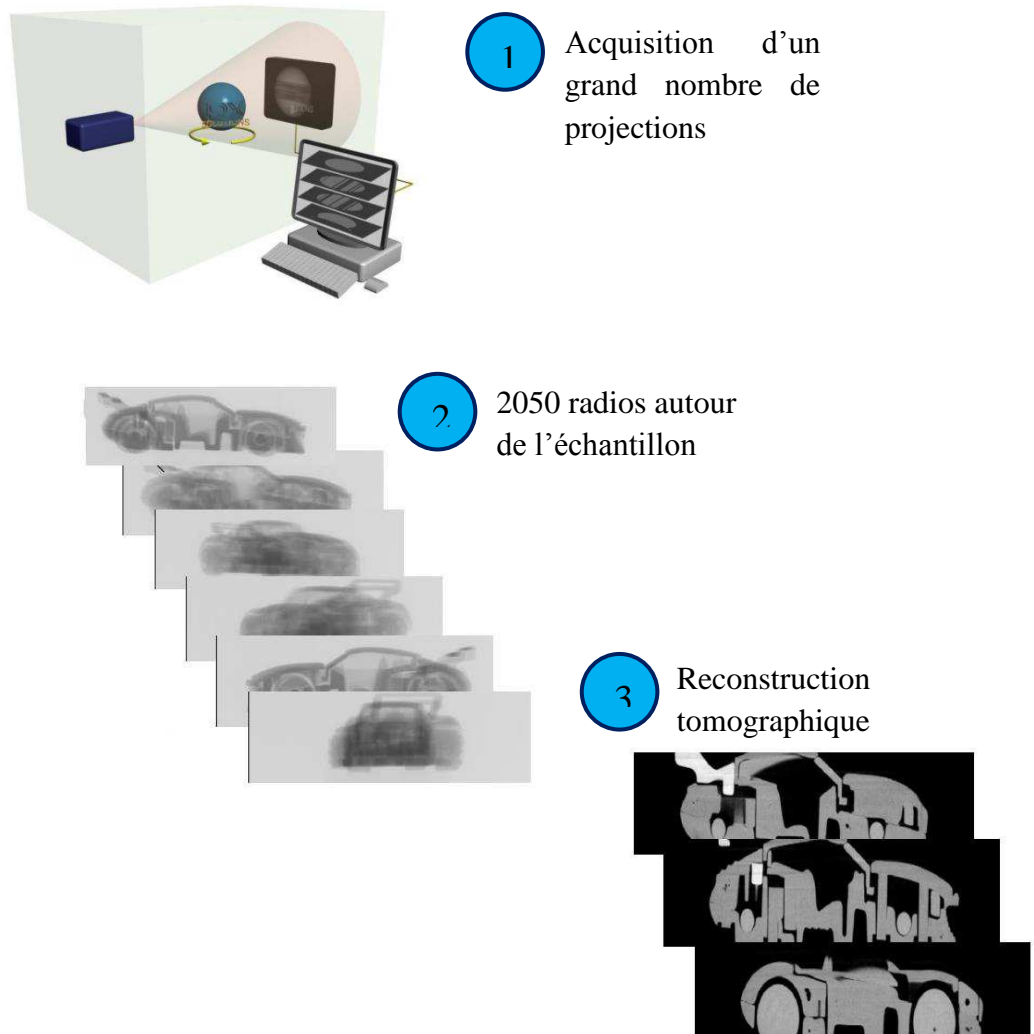 1
Acquisition d’un
grand nombre de
projections
2
2050 radios autour
de l’échantillon
3
Reconstruction
tomographique